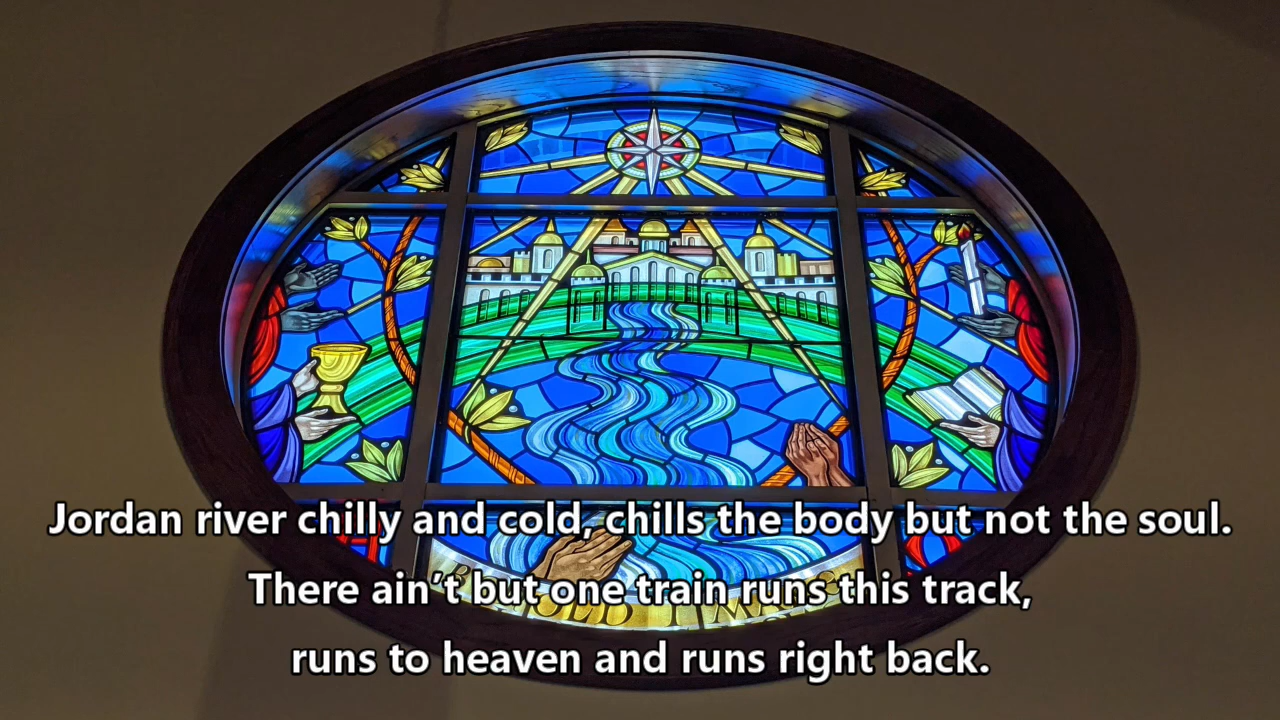 Jordan river chilly and cold, chills the body but not the soul.
There ain’t but one train runs this track,
runs to heaven and runs right back.